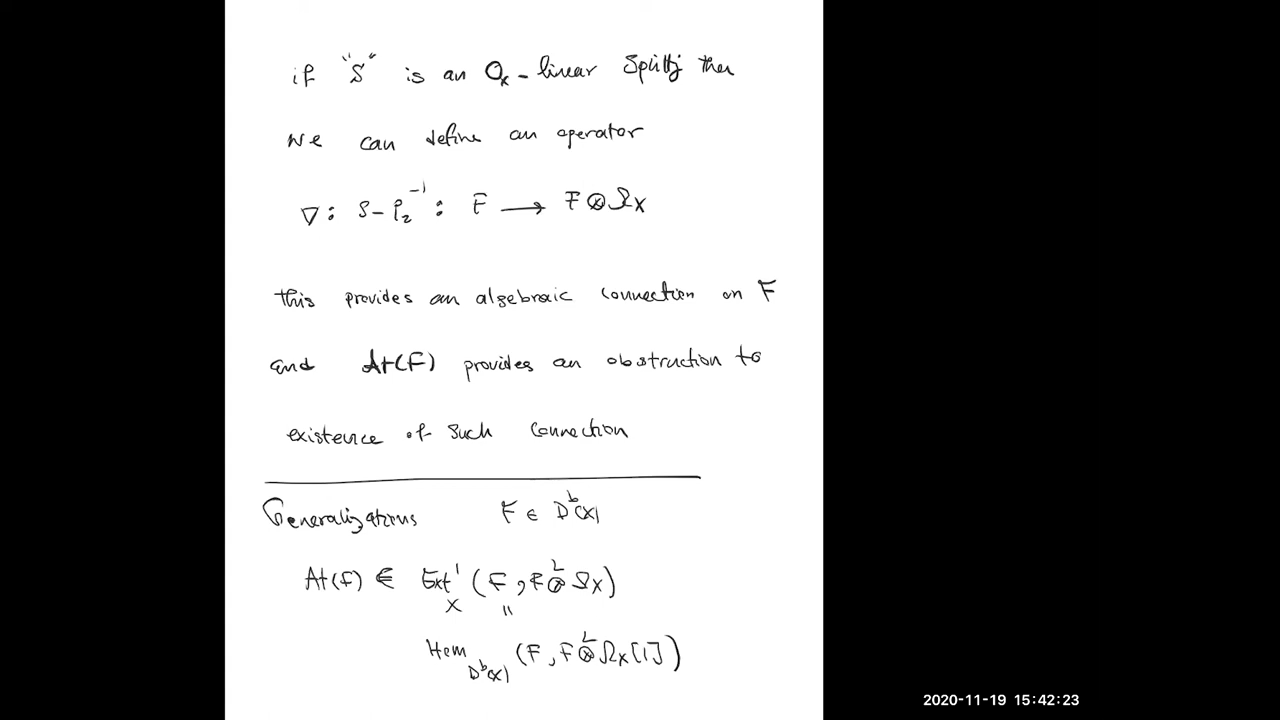 if "S" is an O_x - linear splitting then
we can define an operator
∇: S - P_2^{-1} : F ⟶ F ⊗ Ω_X
this provides an algebraic connection on F
and At(F) provides an obstruction to
existence of such connection
Generalizations F ∈ D^b(X)
At(F) ∈ Ext^1_X (F, F ⊗^L Ω_X)
"
Hom_{D^b(X)} (F, F ⊗^L Ω_X[1])
2020-11-19 15:42:23